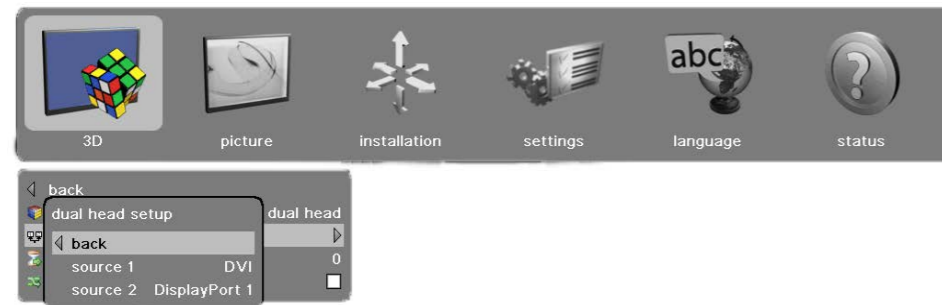 abc
3D picture installation settings language status
back
dual head
dual head setup
back
source 1 DVI
0
source 2 DisplayPort 1